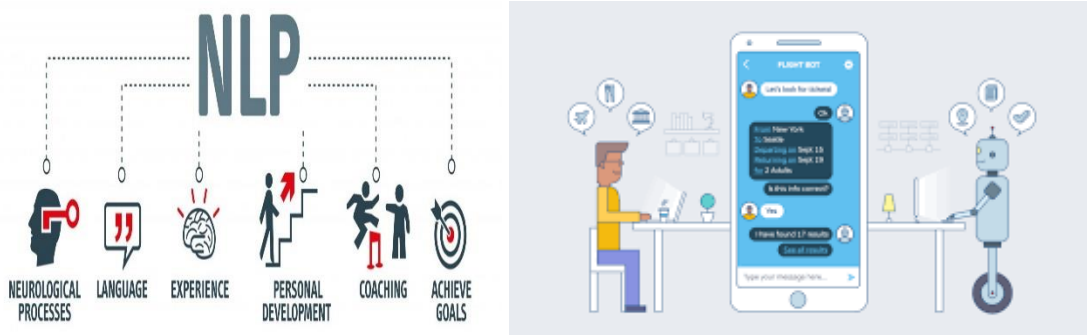 NLP
NEUROLOGICAL
PROCESSES
LANGUAGE
EXPERIENCE
PERSONAL
DEVELOPMENT
COACHING
ACHIEVE
GOALS
FLIGHT BOT
Let's look for tickets!
Ok
From New York
To Seattle
Departing on Sept 15
Returning on Sept 19
for 2 Adults
Is this info correct?
Yes
I have found 17 results
See all results
Type your message here...